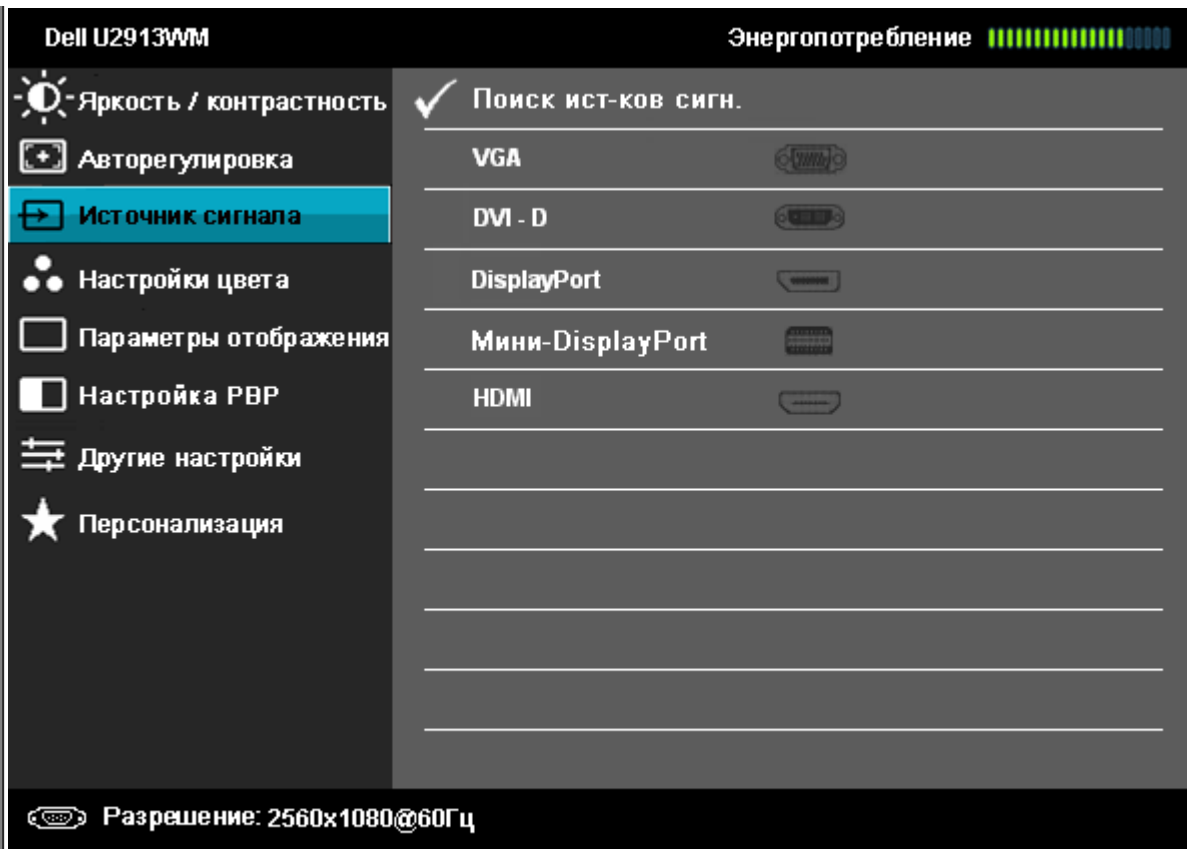 Dell U2913WM
Энергопотребление
Яркость / контрастность
Поиск ист-ков сигн.
Авторегулировка
VGA
Источник сигнала
DVI - D
Настройки цвета
DisplayPort
Параметры отображения
Мини-DisplayPort
Настройка PBP
HDMI
Другие настройки
Персонализация
Разрешение: 2560x1080@60Гц